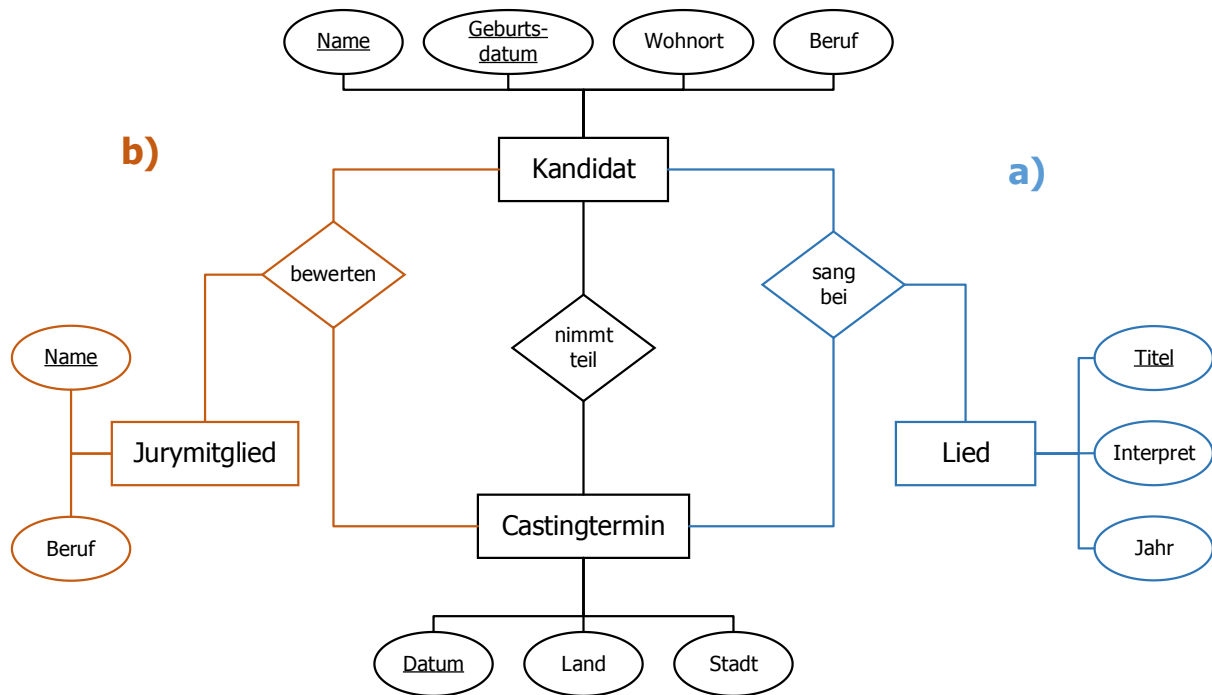 Name
Geburts-
datum
Wohnort
Beruf
b)
Kandidat
a)
bewerten
sang
bei
nimmt
teil
Name
Titel
Jurymitglied
Lied
Interpret
Castingtermin
Beruf
Jahr
Datum
Land
Stadt